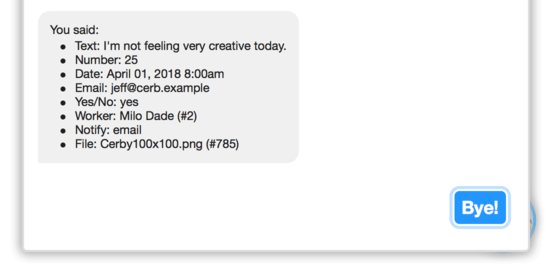 You said:
• Text: I'm not feeling very creative today.
• Number: 25
• Date: April 01, 2018 8:00am
• Email: jeff@cerb.example
• Yes/No: yes
• Worker: Milo Dade (#2)
• Notify: email
• File: Cerby100x100.png (#785)
Bye!